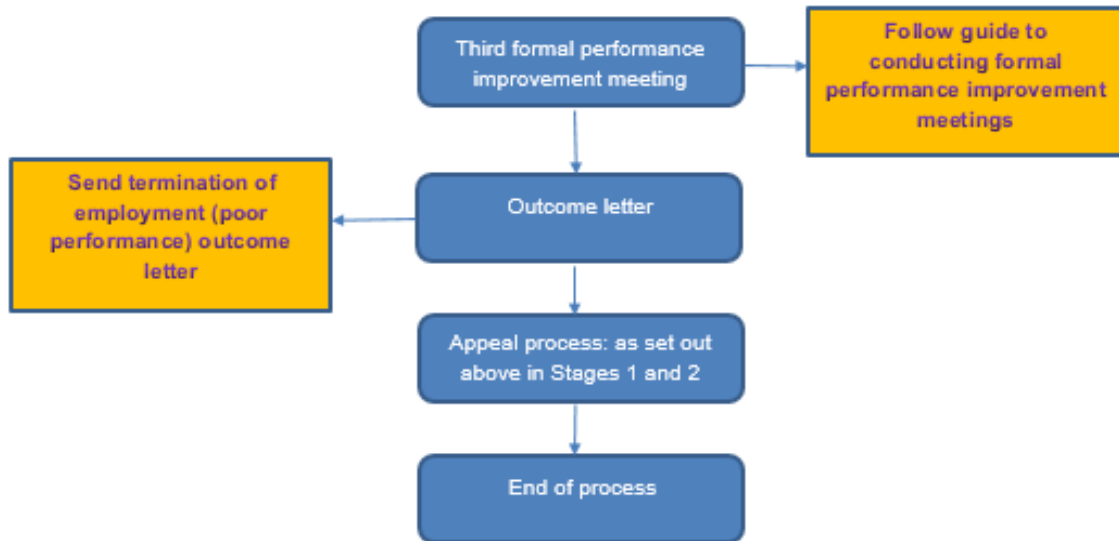 Third formal performance
improvement meeting
Follow guide to
conducting formal
performance improvement
meetings
Send termination of
employment (poor
performance) outcome
letter
Outcome letter
Appeal process: as set out
above in Stages 1 and 2
End of process